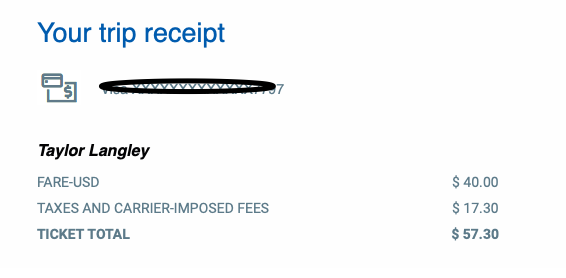 Your trip receipt
Taylor Langley
FARE-USD $ 40.00
TAXES AND CARRIER-IMPOSED FEES $ 17.30
TICKET TOTAL $ 57.30